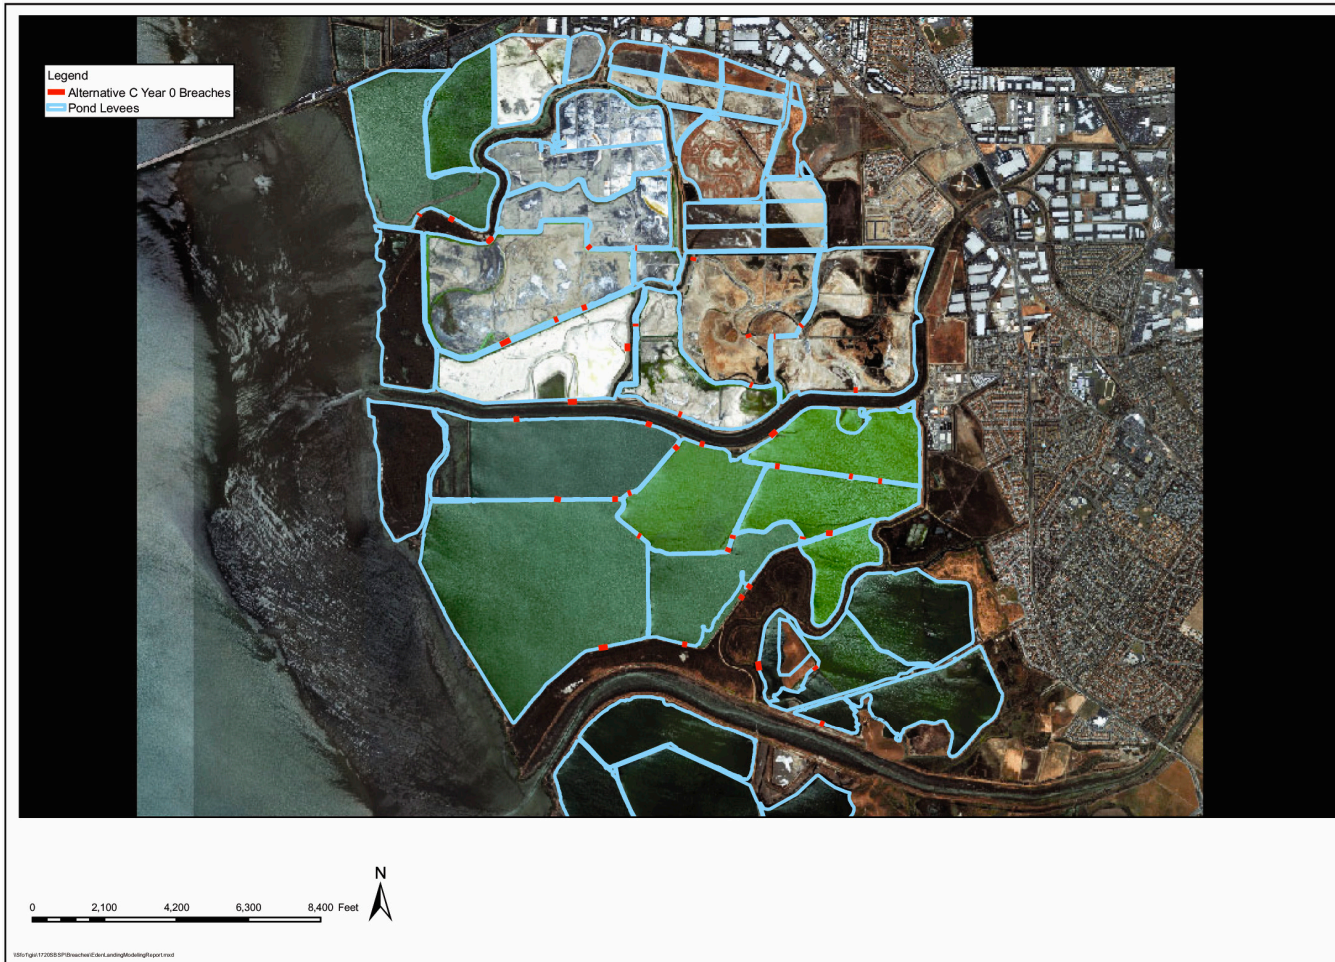 Legend
Alternative C Year 0 Breaches
Pond Levees
N
0 2,100 4,200 6,300 8,400 Feet